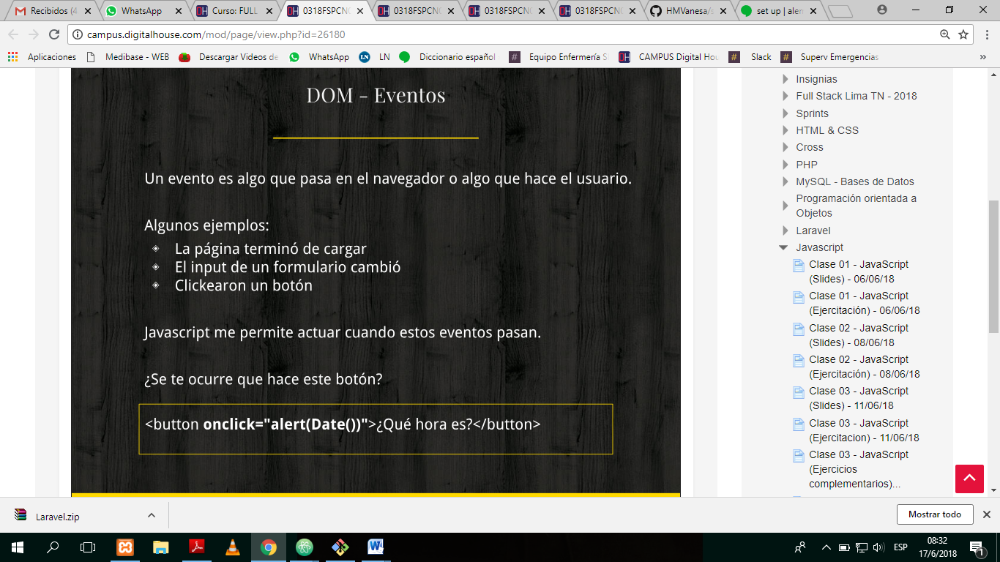 Recibidos (4
WhatsApp
Curso: FULL
0318FSPCNO
0318FSPCNO
0318FSPCNO
0318FSPCNO
HMVanesa/s
set up | alen
campus.digitalhouse.com/mod/page/view.php?id=26180
Aplicaciones
Medibase - WEB
Descargar Videos de
WhatsApp
LN
Diccionario español
Equipo Enfermería S
CAMPUS Digital Hou
Slack
Superv Emergencias
»
DOM - Eventos
Un evento es algo que pasa en el navegador o algo que hace el usuario.
Algunos ejemplos:
La página terminó de cargar
El input de un formulario cambió
Clickearon un botón
Javascript me permite actuar cuando estos eventos pasan.
¿Se te ocurre que hace este botón?
<button onclick="alert(Date())">¿Qué hora es?</button>
Insignias
Full Stack Lima TN - 2018
Sprints
HTML & CSS
Cross
PHP
MySQL - Bases de Datos
Programación orientada a
Objetos
Laravel
Javascript
Clase 01 - JavaScript
(Slides) - 06/06/18
Clase 01 - JavaScript
(Ejercitación) - 06/06/18
Clase 02 - JavaScript
(Slides) - 08/06/18
Clase 02 - JavaScript
(Ejercitación) - 08/06/18
Clase 03 - JavaScript
(Slides) - 11/06/18
Clase 03 - JavaScript
(Ejercitacion) - 11/06/18
Clase 03 - JavaScript
(Ejercicios
complementarios)...
Laravel.zip
Mostrar todo
ESP
08:32
17/6/2018
1